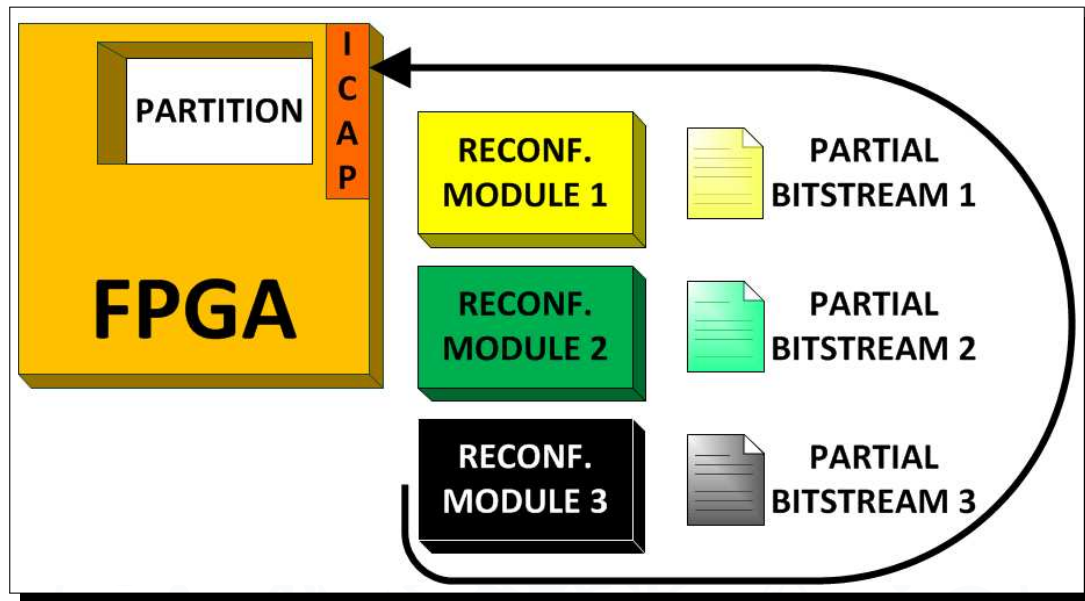 PARTITION
I
C
A
P
FPGA
RECONF.
MODULE 1
PARTIAL
BITSTREAM 1
RECONF.
MODULE 2
PARTIAL
BITSTREAM 2
RECONF.
MODULE 3
PARTIAL
BITSTREAM 3